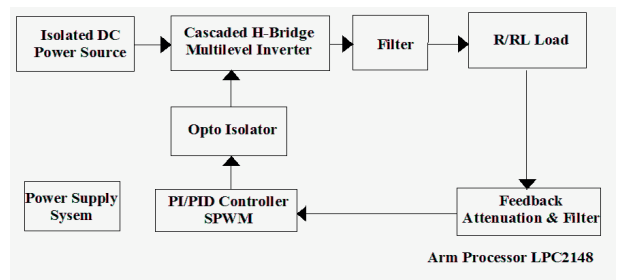 Isolated DC
Power Source
Cascaded H-Bridge
Multilevel Inverter
Filter
R/RL Load
Opto Isolator
Power Supply
Sysem
PI/PID Controller
SPWM
Feedback
Attenuation & Filter
Arm Processor LPC2148